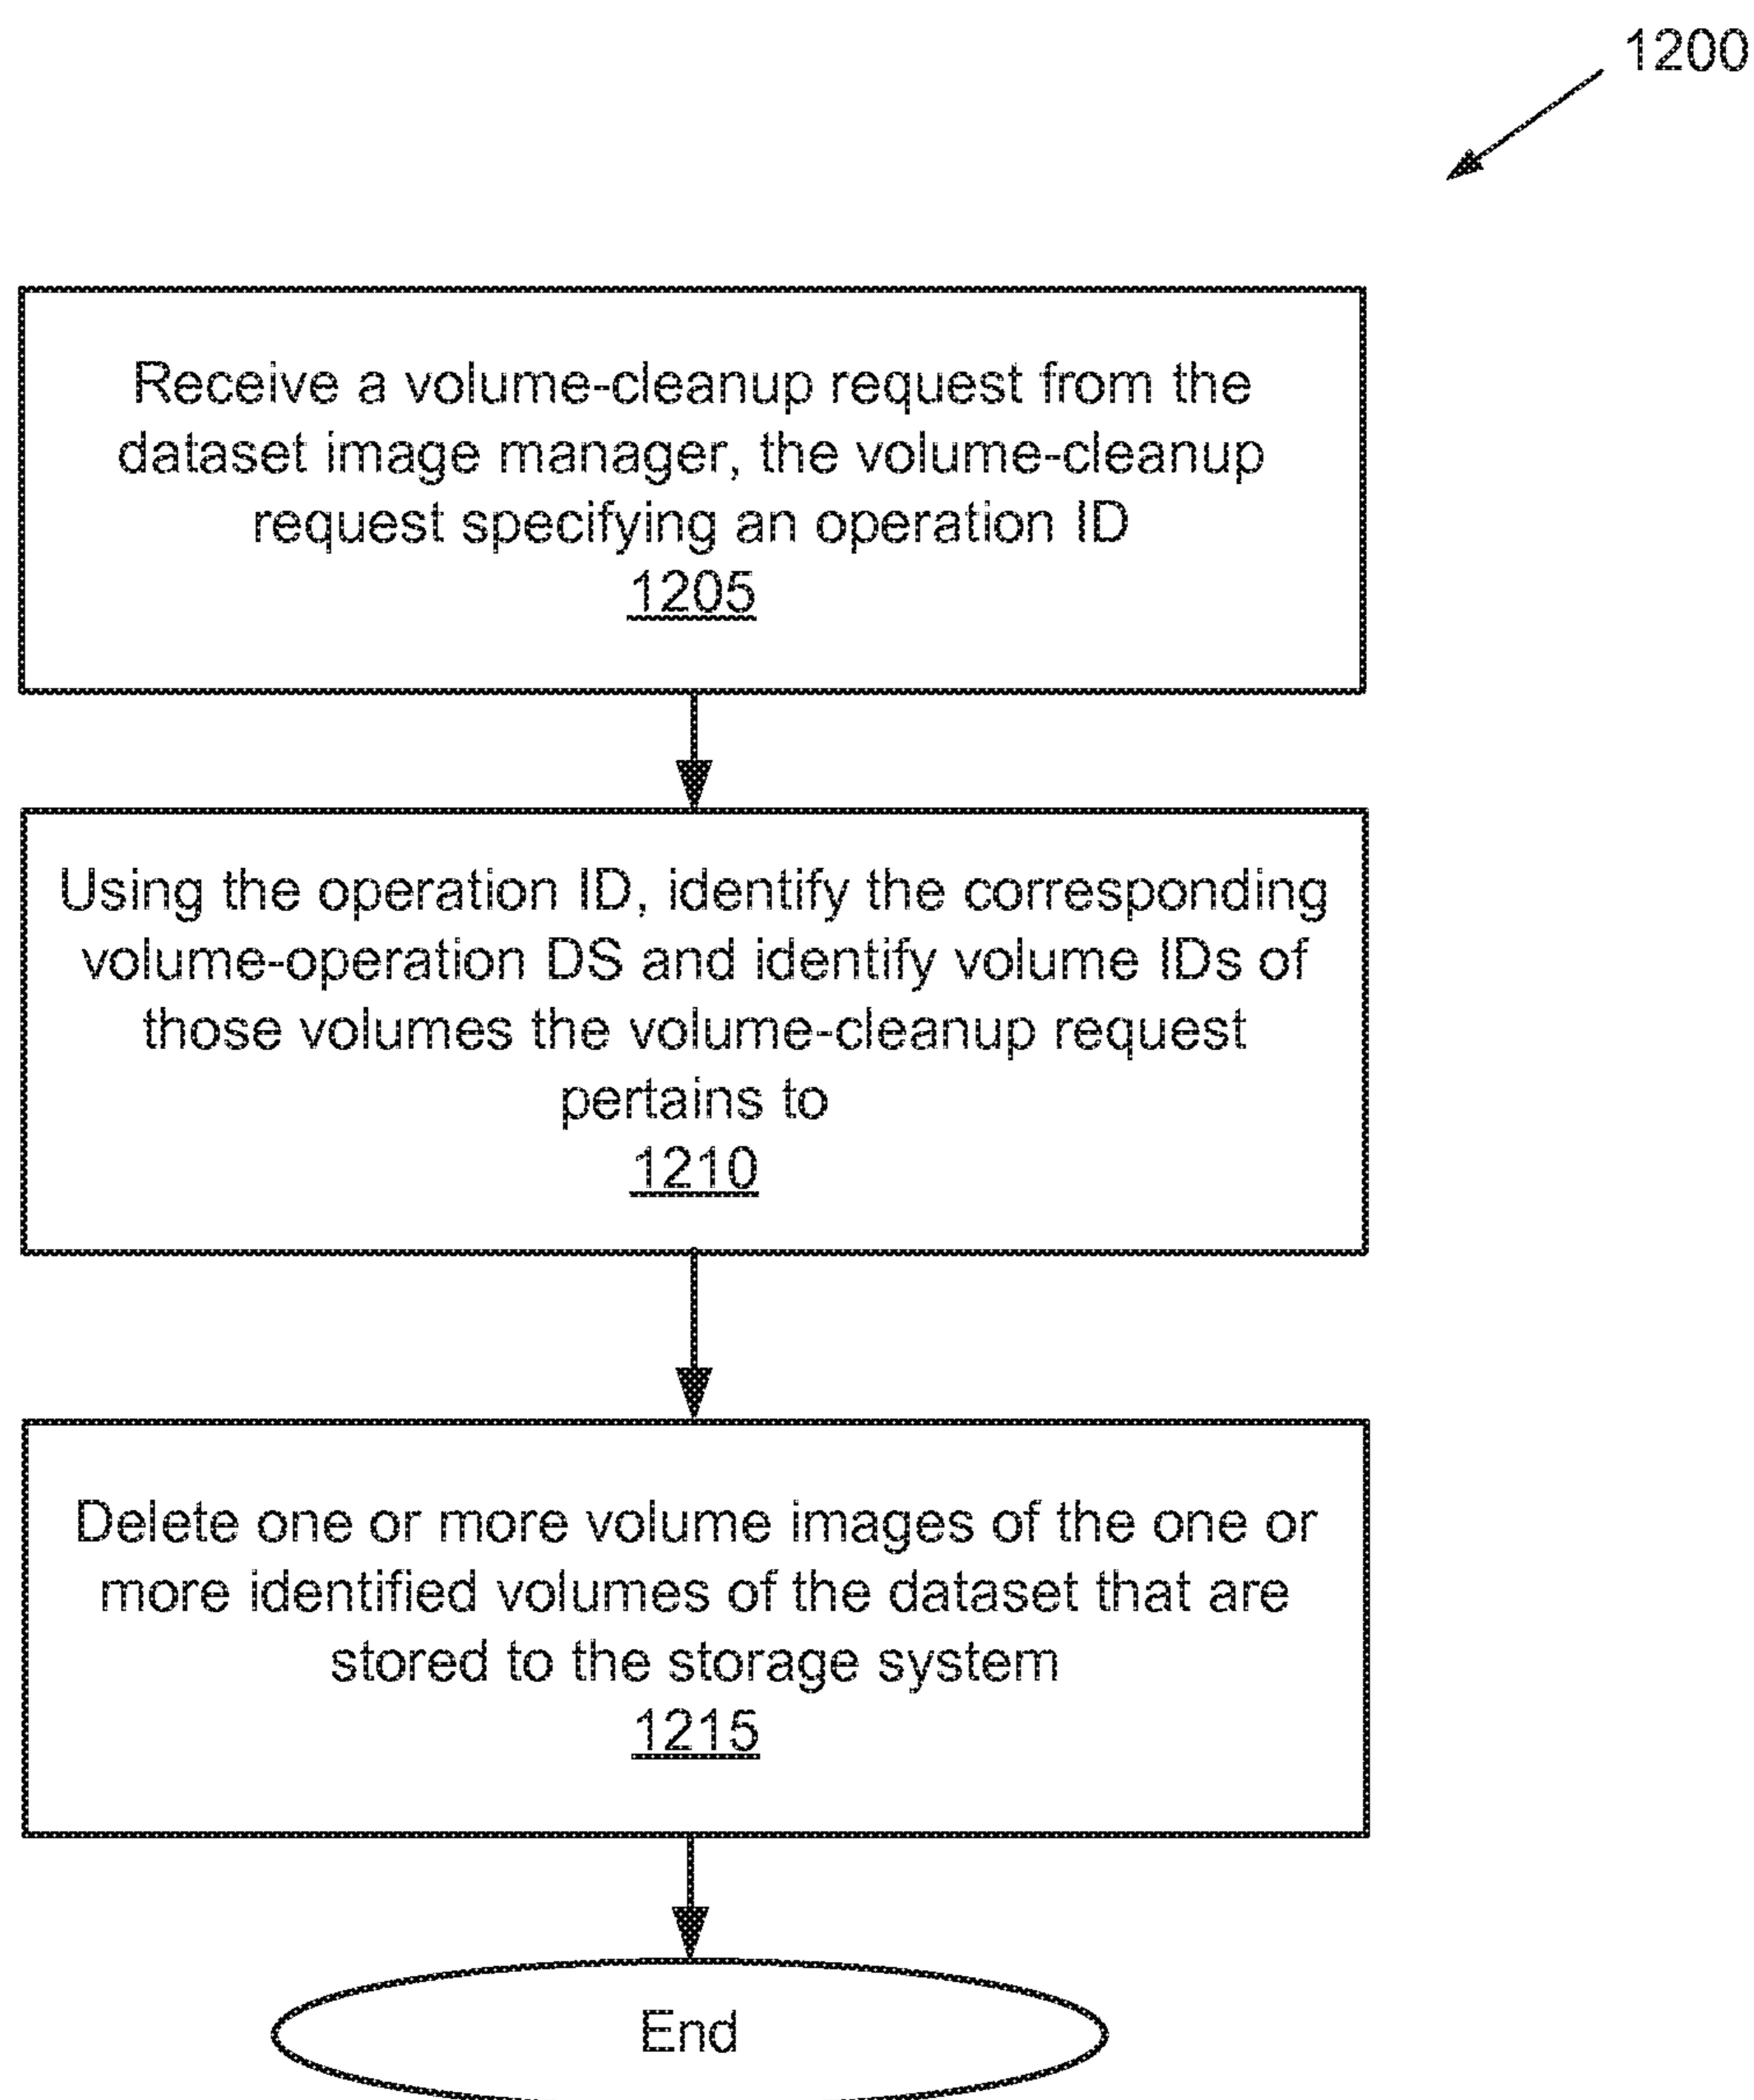 1200
Receive a volume-cleanup request from the
dataset image manager, the volume-cleanup
request specifying an operation ID
1205
Using the operation ID, identify the corresponding
volume-operation DS and identify volume IDs of
those volumes the volume-cleanup request
pertains to
1210
Delete one or more volume images of the one or
more identified volumes of the dataset that are
stored to the storage system
1215
End